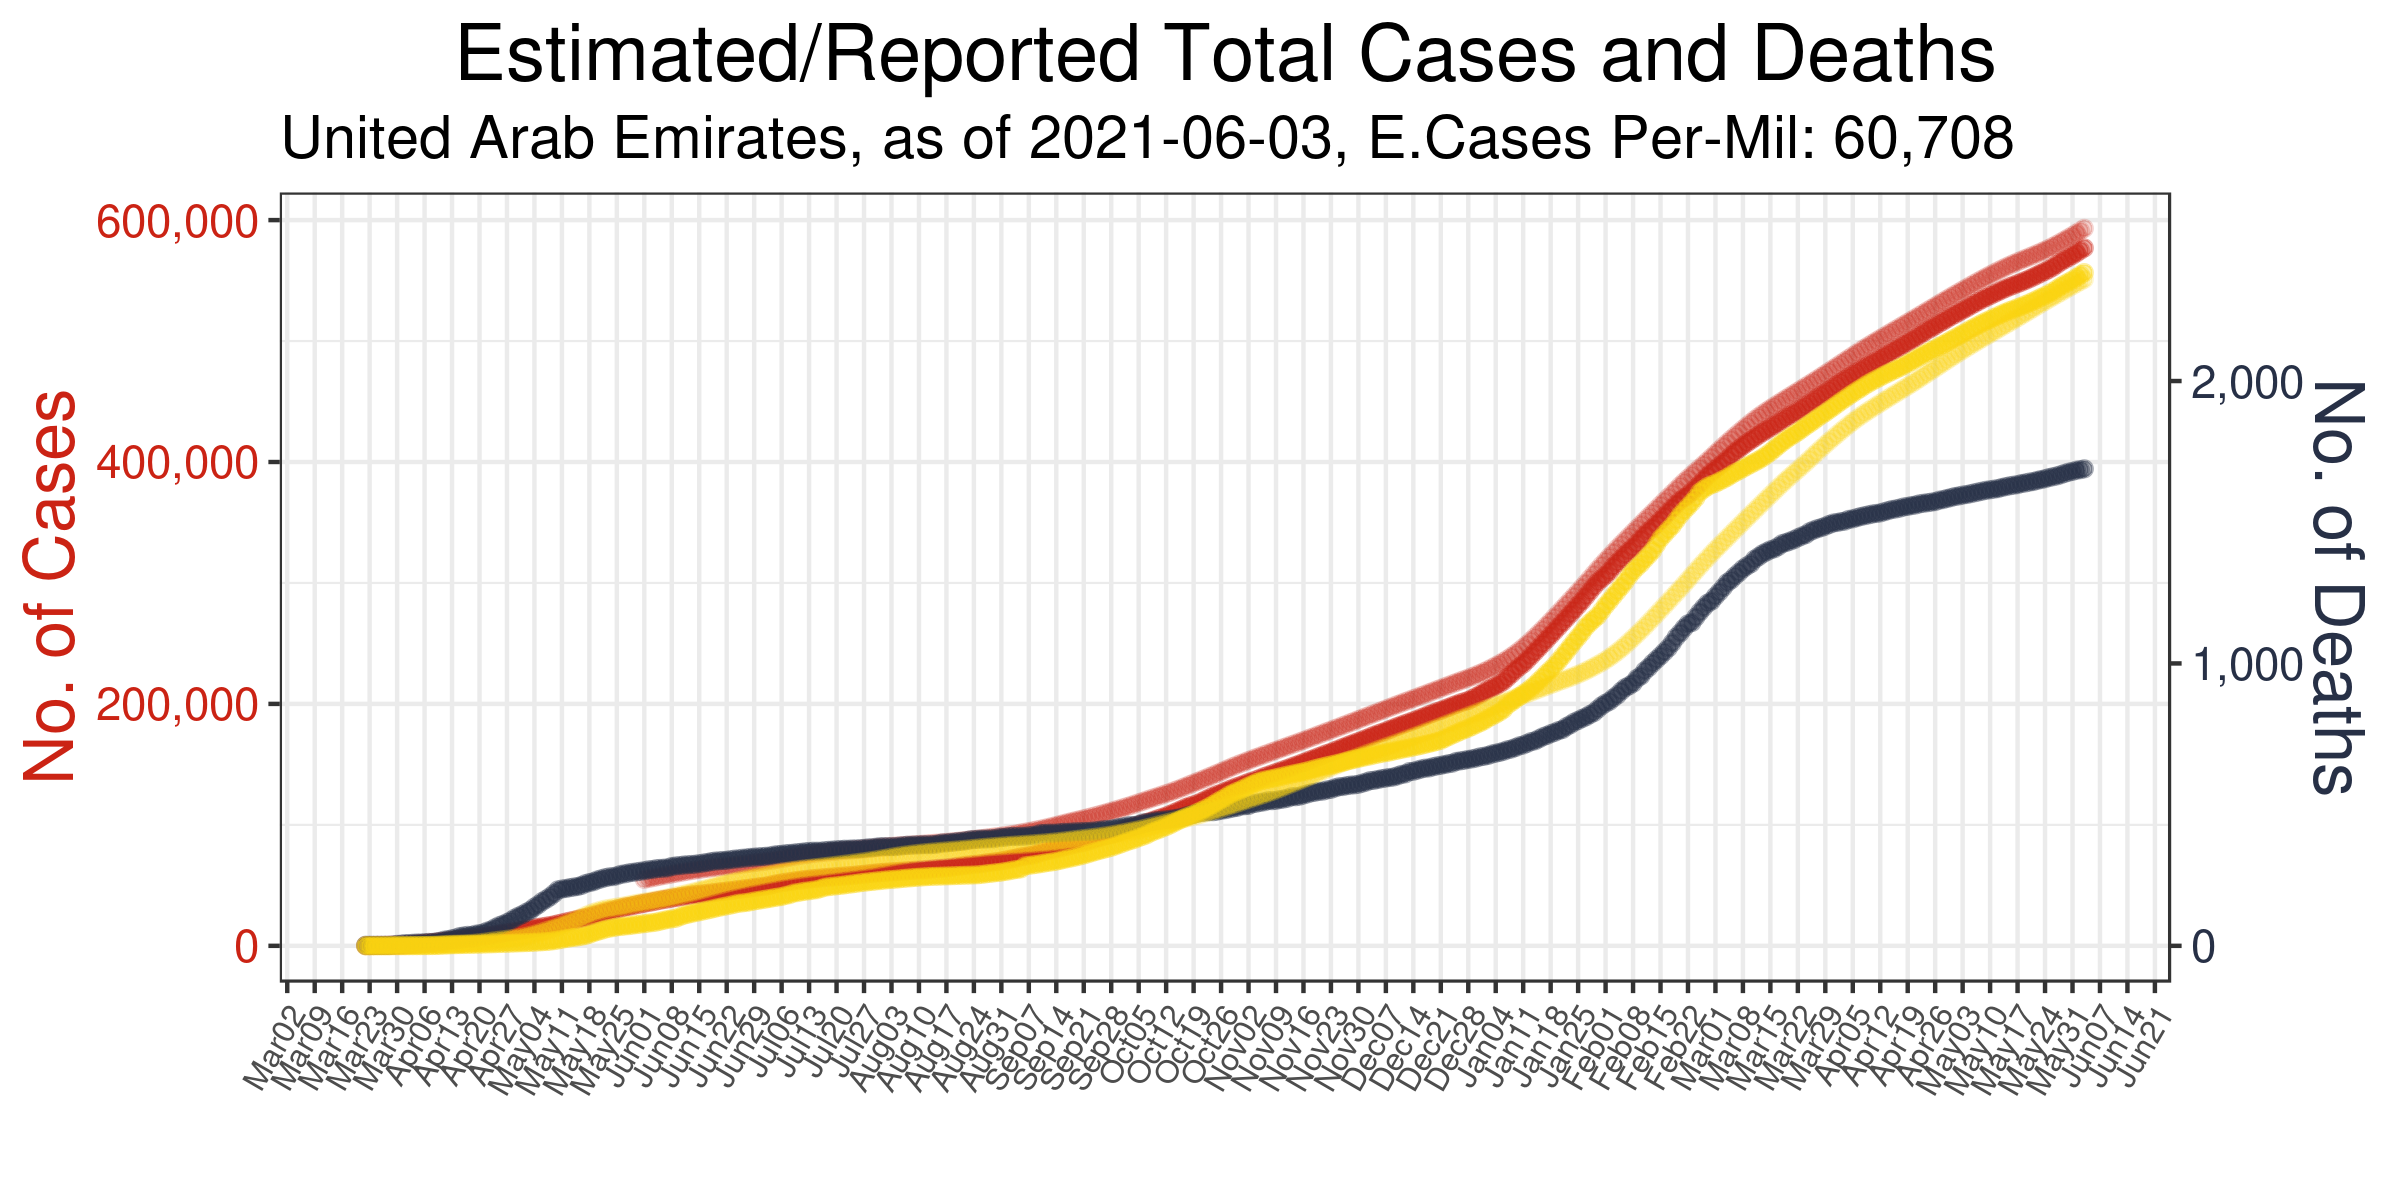 Estimated/Reported Total Cases and Deaths
United Arab Emirates, as of 2021-06-03, E.Cases Per-Mil: 60,708
No. of Cases
600,000
400,000
200,000
0
2,000
1,000
0
No. of Deaths
Mar02
Mar09
Mar16
Mar23
Mar30
Apr06
Apr13
Apr20
Apr27
May04
May11
May18
May25
Jun01
Jun08
Jun15
Jun22
Jun29
Jul06
Jul13
Jul20
Jul27
Aug03
Aug10
Aug17
Aug24
Aug31
Sep07
Sep14
Sep21
Sep28
Oct05
Oct12
Oct19
Oct26
Nov02
Nov09
Nov16
Nov23
Nov30
Dec07
Dec14
Dec21
Dec28
Jan04
Jan11
Jan18
Jan25
Feb01
Feb08
Feb15
Feb22
Mar01
Mar08
Mar15
Mar22
Mar29
Apr05
Apr12
Apr19
Apr26
May03
May10
May17
May24
May31
Jun07
Jun14
Jun21